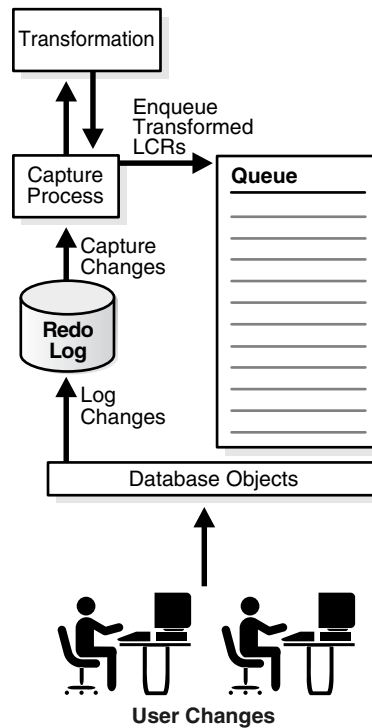 Transformation
Enqueue
Transformed
LCRs
Capture
Process
Queue
Capture
Changes
Redo
Log
Log
Changes
Database Objects
User Changes